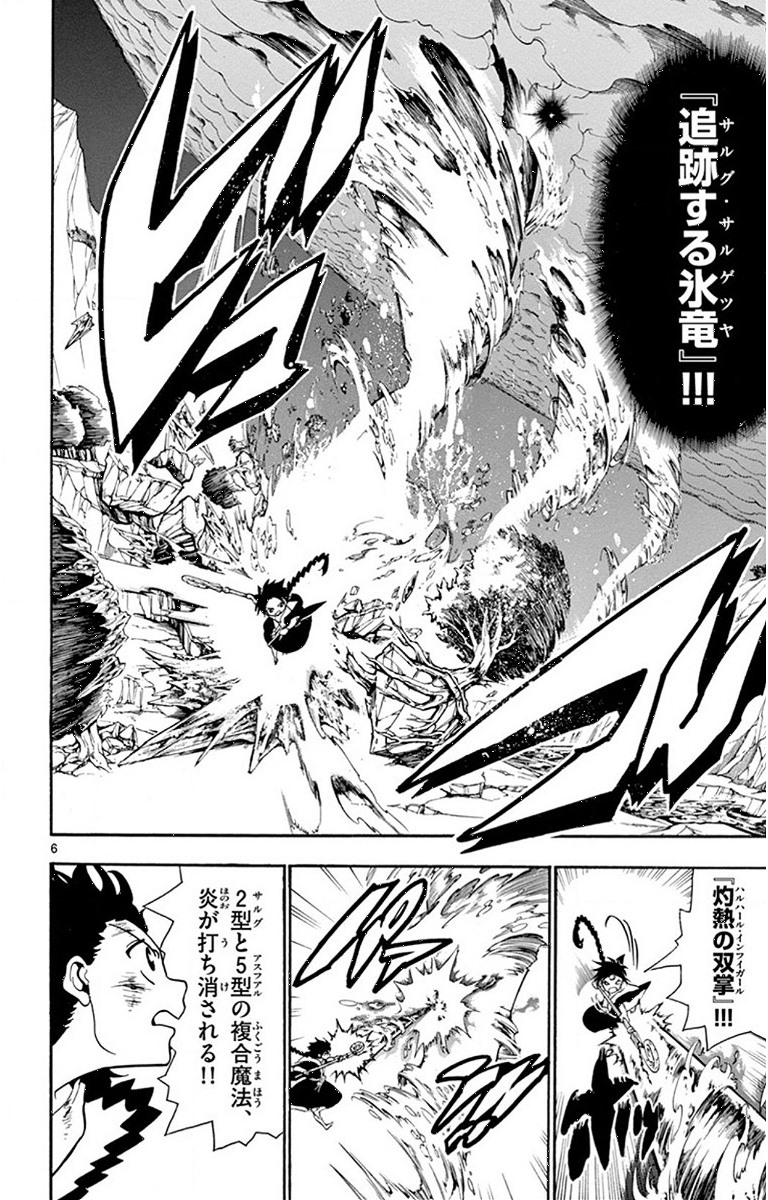 『追跡する氷竜』!!!
サルグ・サルゲツヤ
6
『灼熱の双掌』!!!
ハルハール・インフィガール
2型と5型の複合魔法、
サルグ アスファル ふくごう まほう
炎が打ち消される!!
ほのお う け